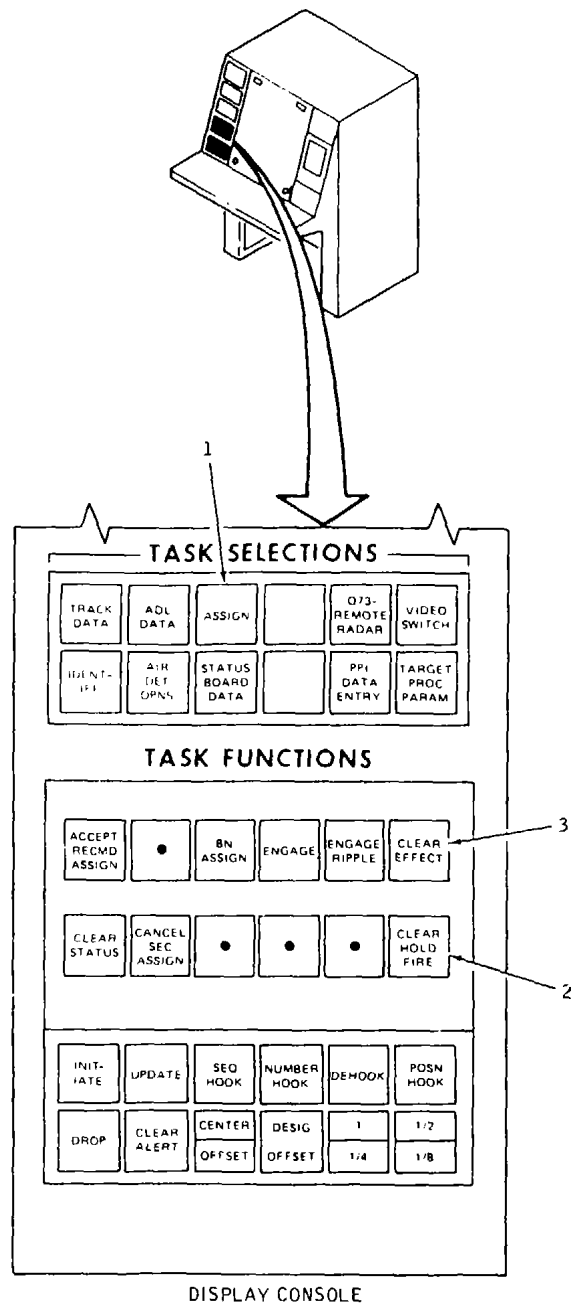 1
TASK SELECTIONS
TRACK
DATA
ADL
DATA
ASSIGN
Q73-
REMOTE
RADAR
VIDEO
SWITCH
IDENT-
IFF
AIR
DEF
OPNS
STATUS
BOARD
DATA
PPI
DATA
ENTRY
TARGET
PROC
PARAM
TASK FUNCTIONS
ACCEPT
RECMD
ASSIGN
BN
ASSIGN
ENGAGE
ENGAGE
RIPPLE
CLEAR
EFFECT
3
CLEAR
STATUS
CANCEL
SEC
ASSIGN
CLEAR
HOLD
FIRE
2
INIT-
IATE
UPDATE
SEQ
HOOK
NUMBER
HOOK
DEHOOK
POSN
HOOK
DROP
CLEAR
ALERT
CENTER
OFFSET
DESIG
OFFSET
1
1/4
1/2
1/8
DISPLAY CONSOLE